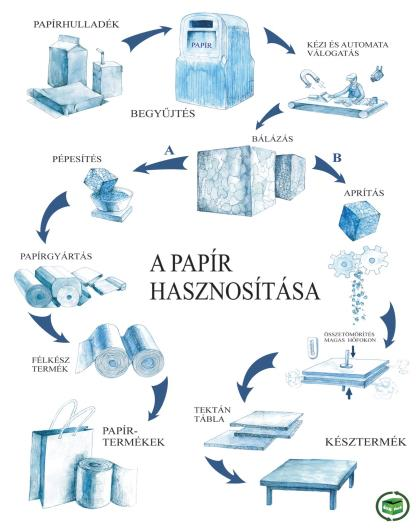 PAPÍRHULLADÉK
PAPÍR
KÉZI ÉS AUTOMATA
VÁLOGATÁS
BEGYŰJTÉS
BÁLÁZÁS
A
B
PÉPESÍTÉS
APRÍTÁS
PAPÍRGYÁRTÁS
A PAPÍR
HASZNOSÍTÁSA
ÖSSZETÖMÖRÍTÉS
MAGAS HŐFOKON
FÉLKÉSZ
TERMÉK
TEKTÁN
TÁBLA
PAPÍR-
TERMÉKEK
KÉSZTERMÉK